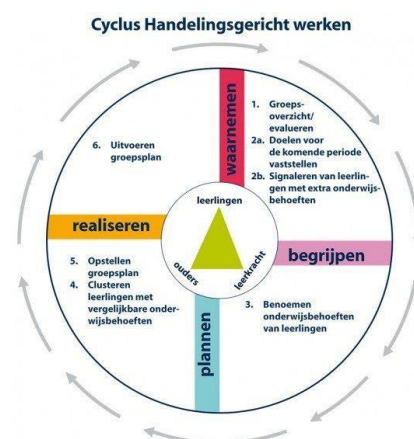 Cyclus Handelingsgericht werken
waarnemen
1. Groeps-
overzicht/
evalueren
2a. Doelen voor
de komende periode
vaststellen
2b. Signaleren van leerlin-
gen met extra onderwijs-
behoeften
begrijpen
3. Benoemen
onderwijsbehoeften
van leerlingen
plannen
5. Opstellen
groepsplan
4. Clusteren
leerlingen met
vergelijkbare onder-
wijsbehoeften
realiseren
6. Uitvoeren
groepsplan
leerlingen
ouders
leerkracht